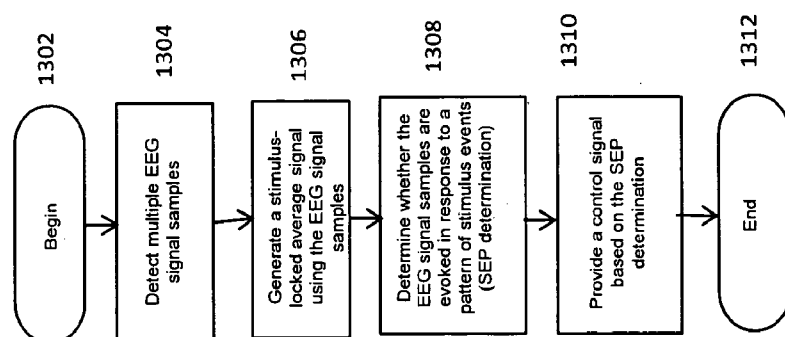 1302
Begin
1304
Detect multiple EEG
signal samples
1306
Generate a stimulus-
locked average signal
using the EEG signal
samples
1308
Determine whether the
EEG signal samples are
evoked in response to a
pattern of stimulus events
(SEP determination)
1310
Provide a control signal
based on the SEP
determination
1312
End